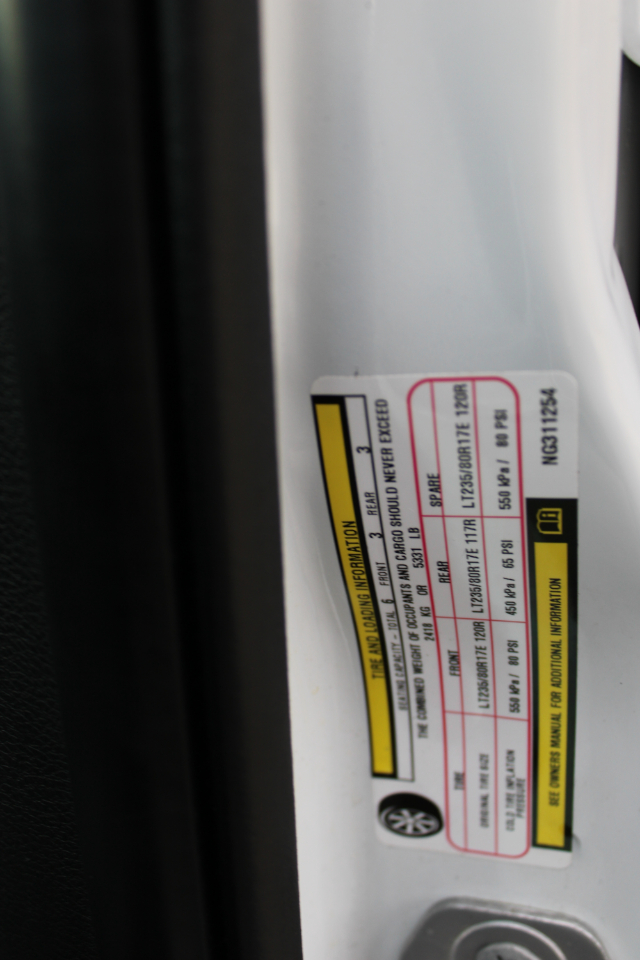 TIRE AND LOADING INFORMATION
SEATING CAPACITY - TOTAL 6 FRONT 3 REAR 3
THE COMBINED WEIGHT OF OCCUPANTS AND CARGO SHOULD NEVER EXCEED
2418 KG OR 5331 LB
TIRE FRONT REAR SPARE
ORIGINAL TIRE SIZE LT235/80R17E 120R LT235/80R17E 117R LT235/80R17E 120R
COLD TIRE INFLATION PRESSURE 550 kPa / 80 PSI 450 kPa / 65 PSI 550 kPa / 80 PSI
SEE OWNERS MANUAL FOR ADDITIONAL INFORMATION
NG311254